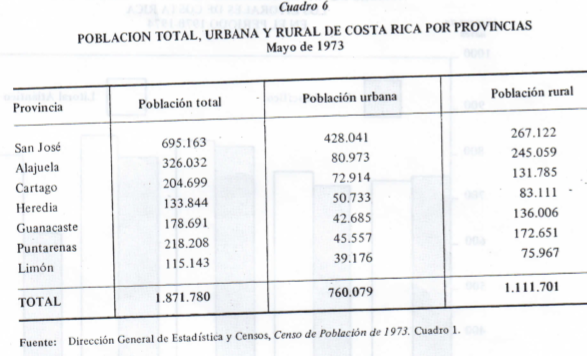 Cuadro 6
POBLACION TOTAL, URBANA Y RURAL DE COSTA RICA POR PROVINCIAS
Mayo de 1973
Provincia Población total Población urbana Población rural
San José 695.163 428.041 267.122
Alajuela 326.032 80.973 245.059
Cartago 204.699 72.914 131.785
Heredia 133.844 50.733 83.111
Guanacaste 178.691 42.685 136.006
Puntarenas 218.208 45.557 172.651
Limón 115.143 39.176 75.967
TOTAL 1.871.780 760.079 1.111.701
Fuente: Dirección General de Estadística y Censos, Censo de Población de 1973. Cuadro 1.